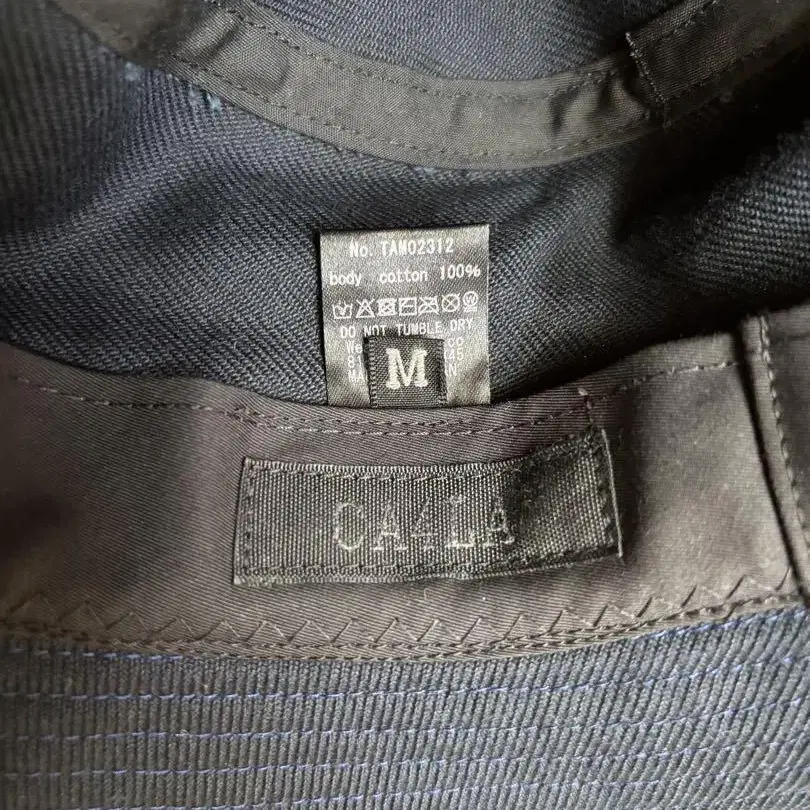 No. TAM02312
body cotton 100%
DO NOT TUMBLE DRY
M
CA4LA